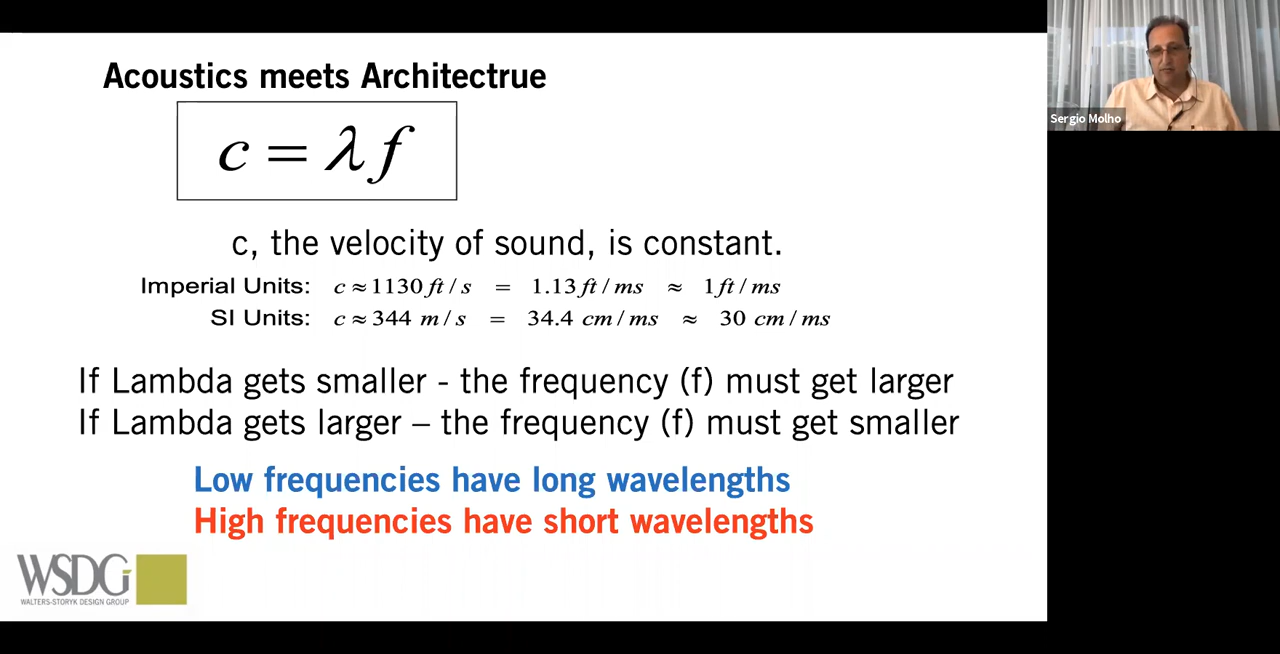 Acoustics meets Architectrue
c = λ f
c, the velocity of sound, is constant.
Imperial Units: c ≈ 1130 ft / s = 1.13 ft / ms ≈ 1 ft / ms
SI Units: c ≈ 344 m / s = 34.4 cm / ms ≈ 30 cm / ms
If Lambda gets smaller - the frequency (f) must get larger
If Lambda gets larger – the frequency (f) must get smaller
Low frequencies have long wavelengths
High frequencies have short wavelengths
WSDG
WALTERS-STORYK DESIGN GROUP
Sergio Molho